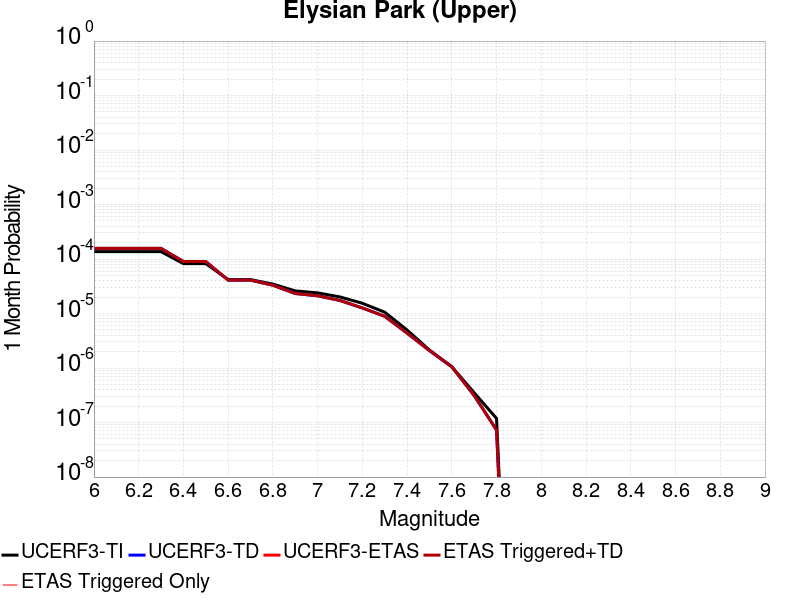 Elysian Park (Upper)
10^0
10^-1
10^-2
10^-3
10^-4
10^-5
10^-6
10^-7
10^-8
1 Month Probability
6 6.2 6.4 6.6 6.8 7 7.2 7.4 7.6 7.8 8 8.2 8.4 8.6 8.8 9
Magnitude
UCERF3-TI UCERF3-TD UCERF3-ETAS ETAS Triggered+TD
ETAS Triggered Only